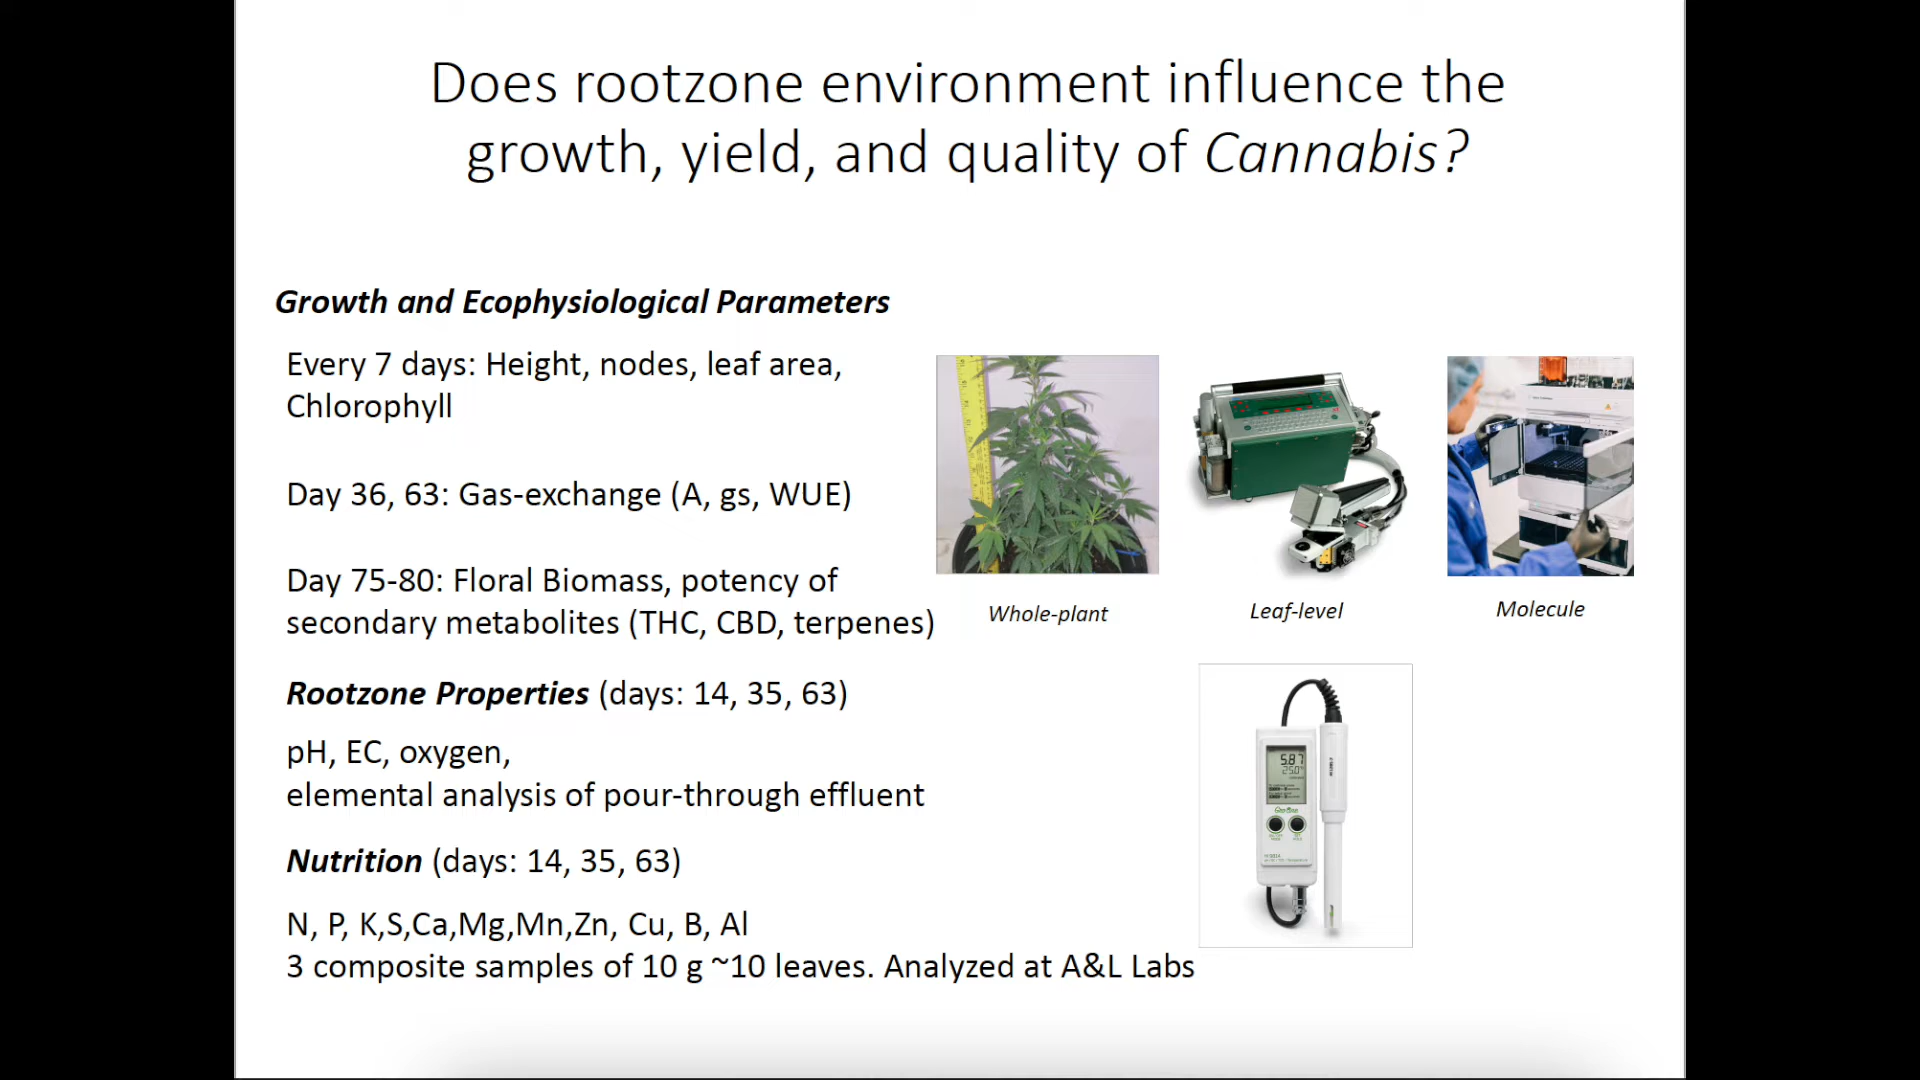 Does rootzone environment influence the
growth, yield, and quality of Cannabis?
Growth and Ecophysiological Parameters
Every 7 days: Height, nodes, leaf area,
Chlorophyll
Day 36, 63: Gas-exchange (A, gs, WUE)
Day 75-80: Floral Biomass, potency of
secondary metabolites (THC, CBD, terpenes)
Whole-plant
Leaf-level
Molecule
Rootzone Properties (days: 14, 35, 63)
pH, EC, oxygen,
elemental analysis of pour-through effluent
5.87
25.0°
Nutrition (days: 14, 35, 63)
N, P, K,S,Ca,Mg,Mn,Zn, Cu, B, Al
3 composite samples of 10 g ~10 leaves. Analyzed at A&L Labs